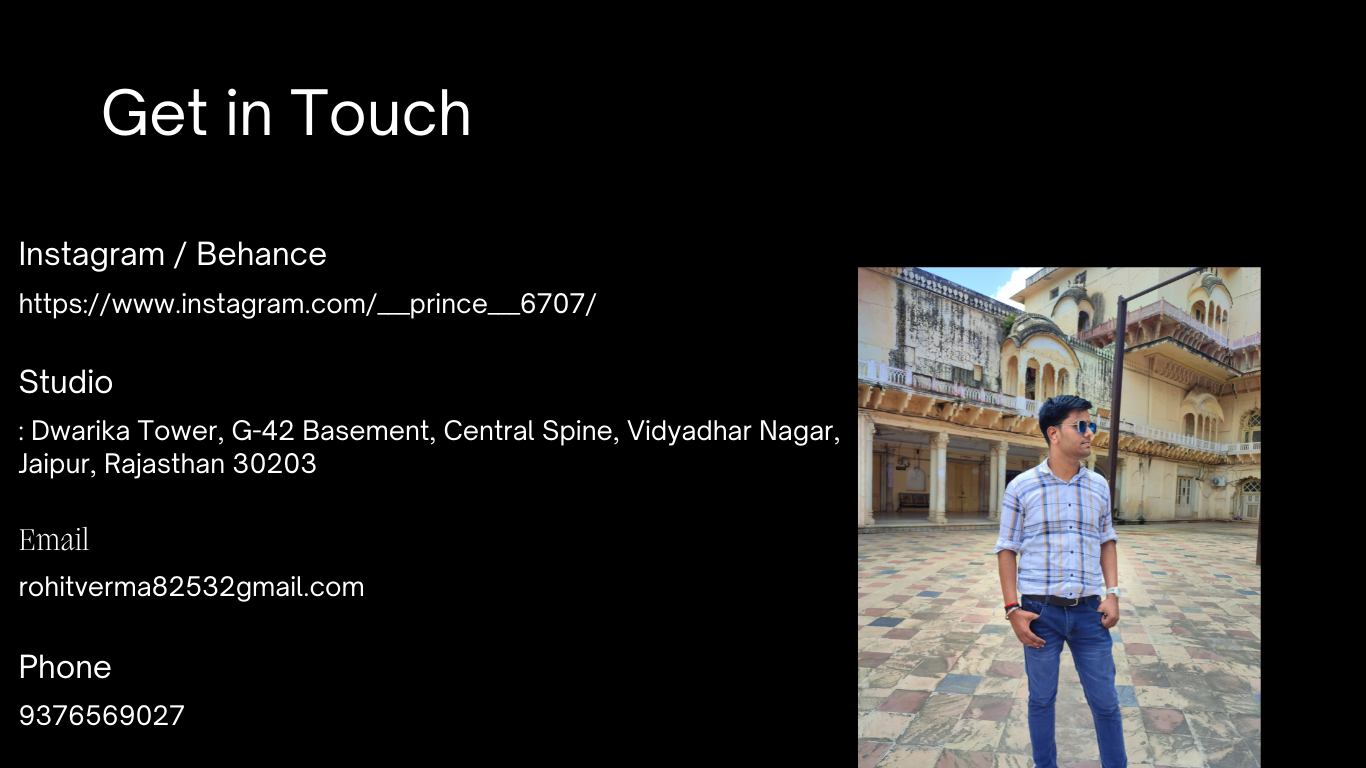 Get in Touch
Instagram / Behance
https://www.instagram.com/__prince__6707/
Studio
: Dwarika Tower, G-42 Basement, Central Spine, Vidyadhar Nagar,
Jaipur, Rajasthan 30203
Email
rohitverma82532gmail.com
Phone
9376569027